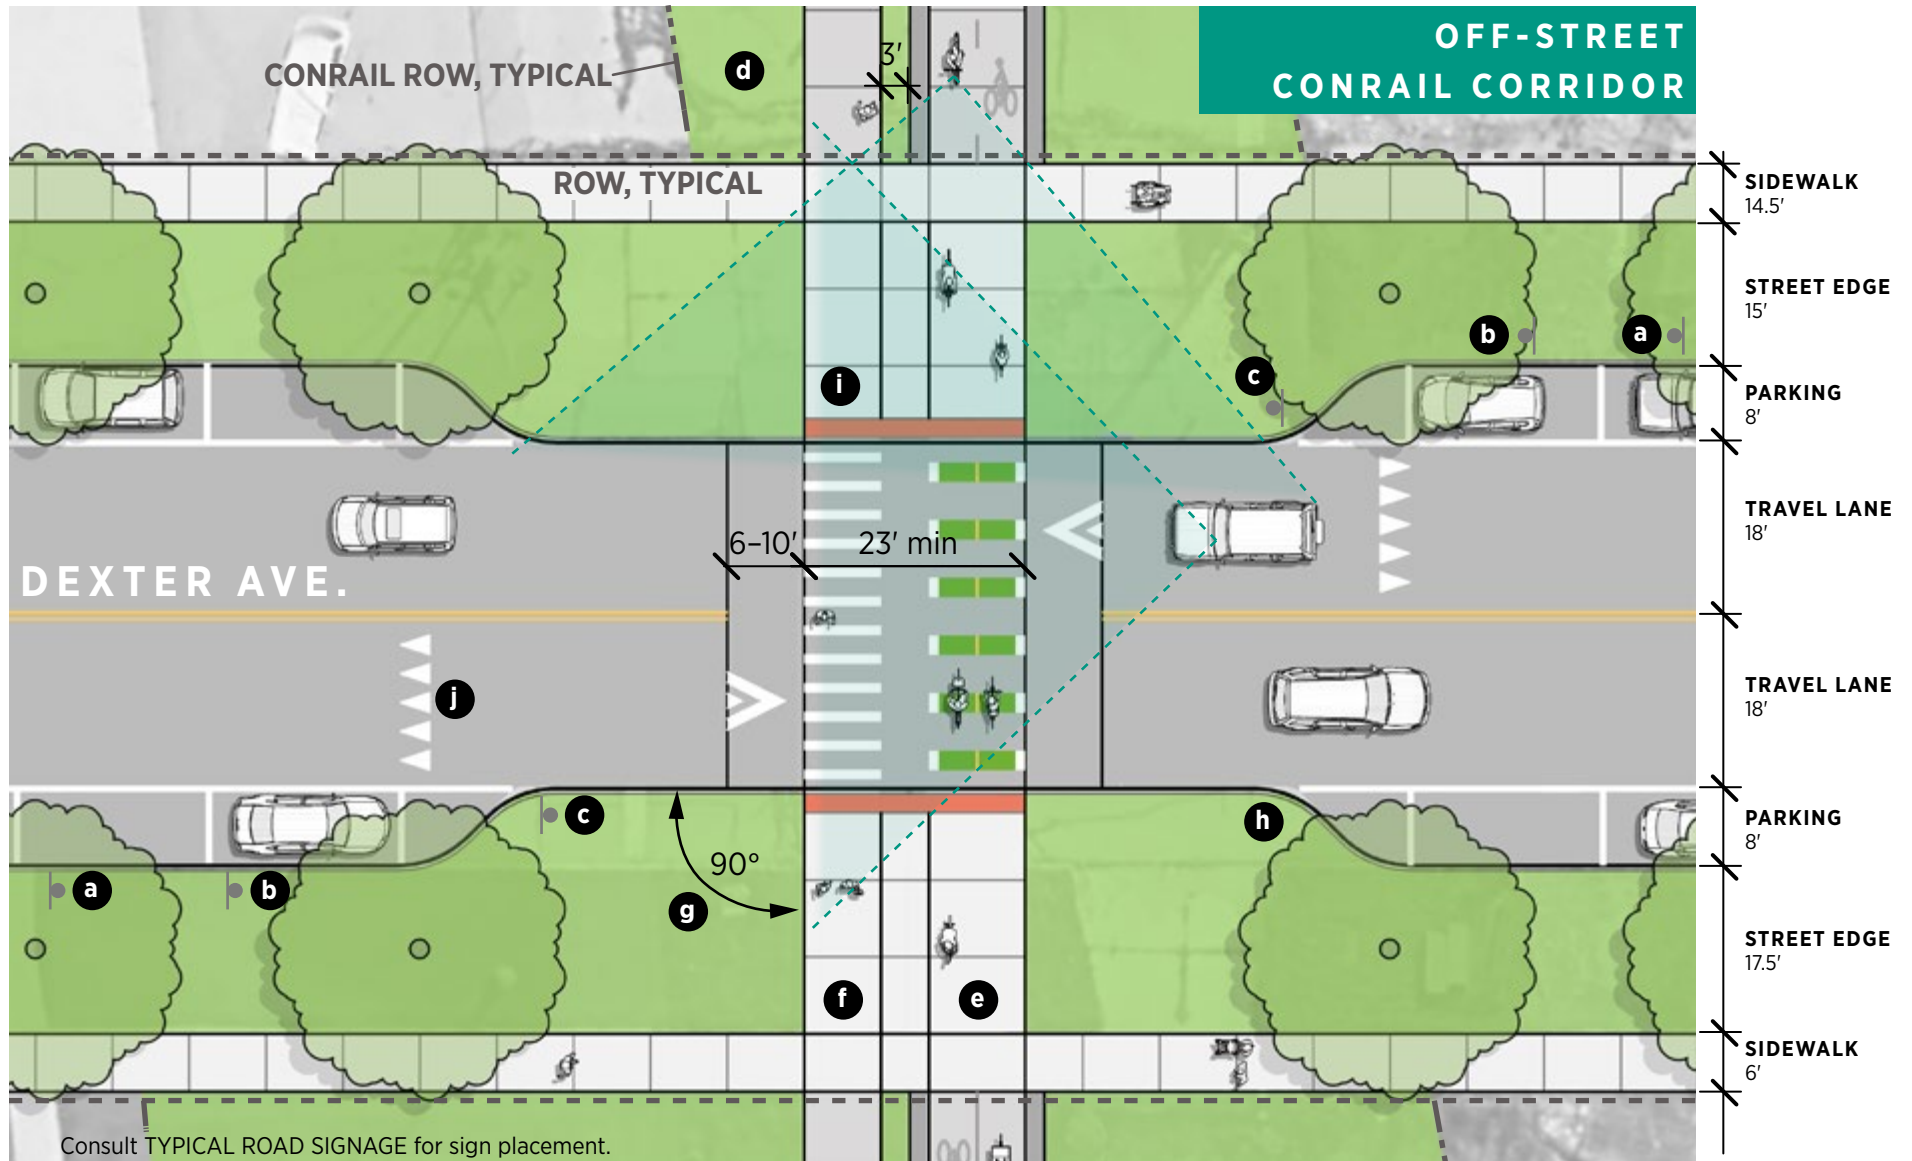 OFF-STREET
CONRAIL CORRIDOR
CONRAIL ROW, TYPICAL
d
3'
ROW, TYPICAL
SIDEWALK
14.5'
STREET EDGE
15'
b
a
c
i
PARKING
8'
TRAVEL LANE
18'
6–10'
23' min
DEXTER AVE.
j
TRAVEL LANE
18'
c
h
PARKING
8'
90°
a
b
g
STREET EDGE
17.5'
f
e
SIDEWALK
6'
Consult TYPICAL ROAD SIGNAGE for sign placement.